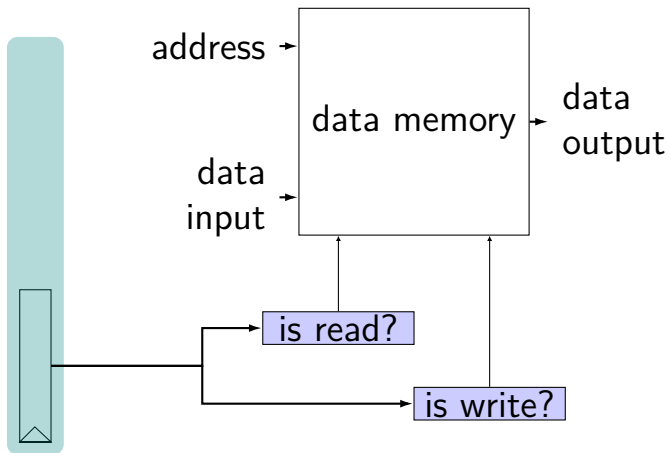 address
data memory
data
output
data
input
is read?
is write?